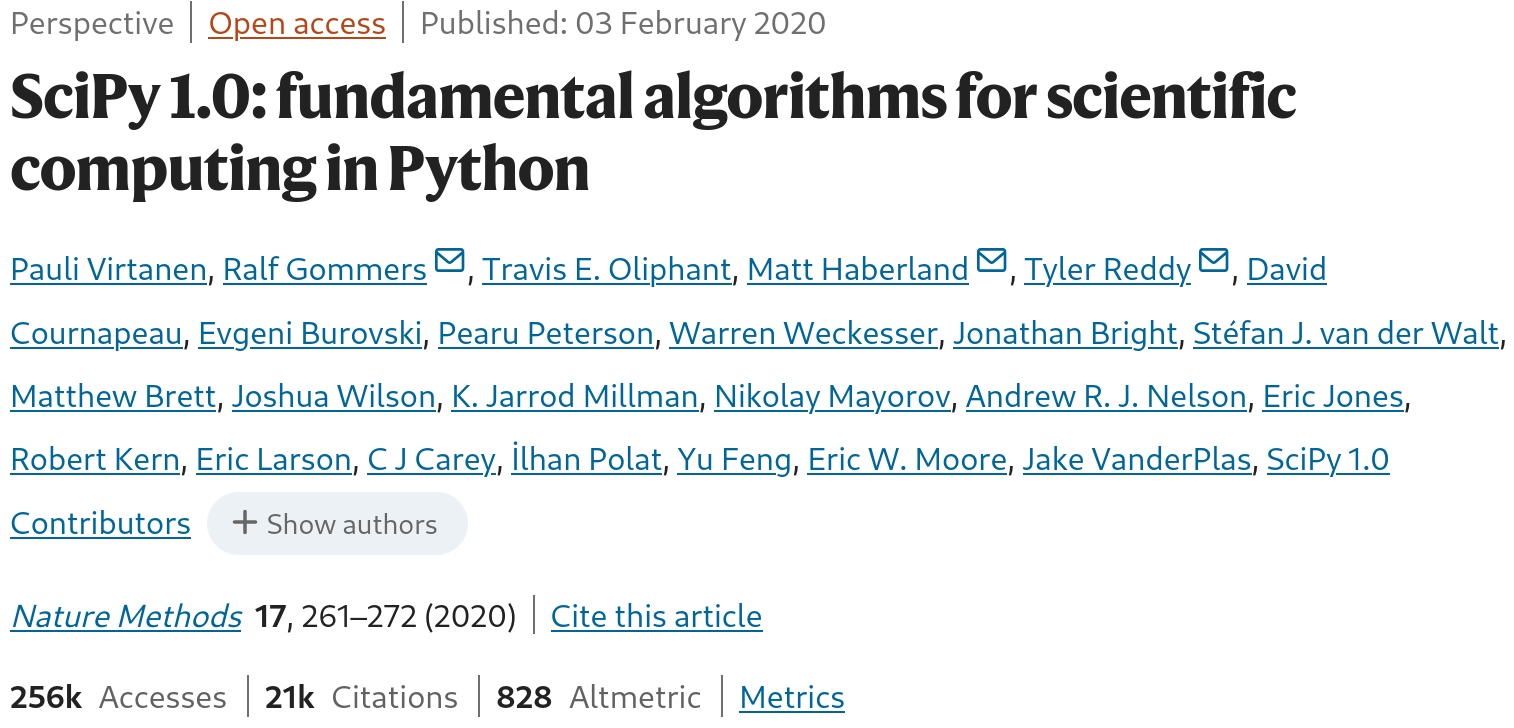 Perspective | Open access | Published: 03 February 2020
SciPy 1.0: fundamental algorithms for scientific
computing in Python
Pauli Virtanen, Ralf Gommers, Travis E. Oliphant, Matt Haberland, Tyler Reddy, David
Cournapeau, Evgeni Burovski, Pearu Peterson, Warren Weckesser, Jonathan Bright, Stéfan J. van der Walt,
Matthew Brett, Joshua Wilson, K. Jarrod Millman, Nikolay Mayorov, Andrew R. J. Nelson, Eric Jones,
Robert Kern, Eric Larson, C J Carey, İlhan Polat, Yu Feng, Eric W. Moore, Jake VanderPlas, SciPy 1.0
Contributors + Show authors
Nature Methods 17, 261–272 (2020) | Cite this article
256k Accesses | 21k Citations | 828 Altmetric | Metrics